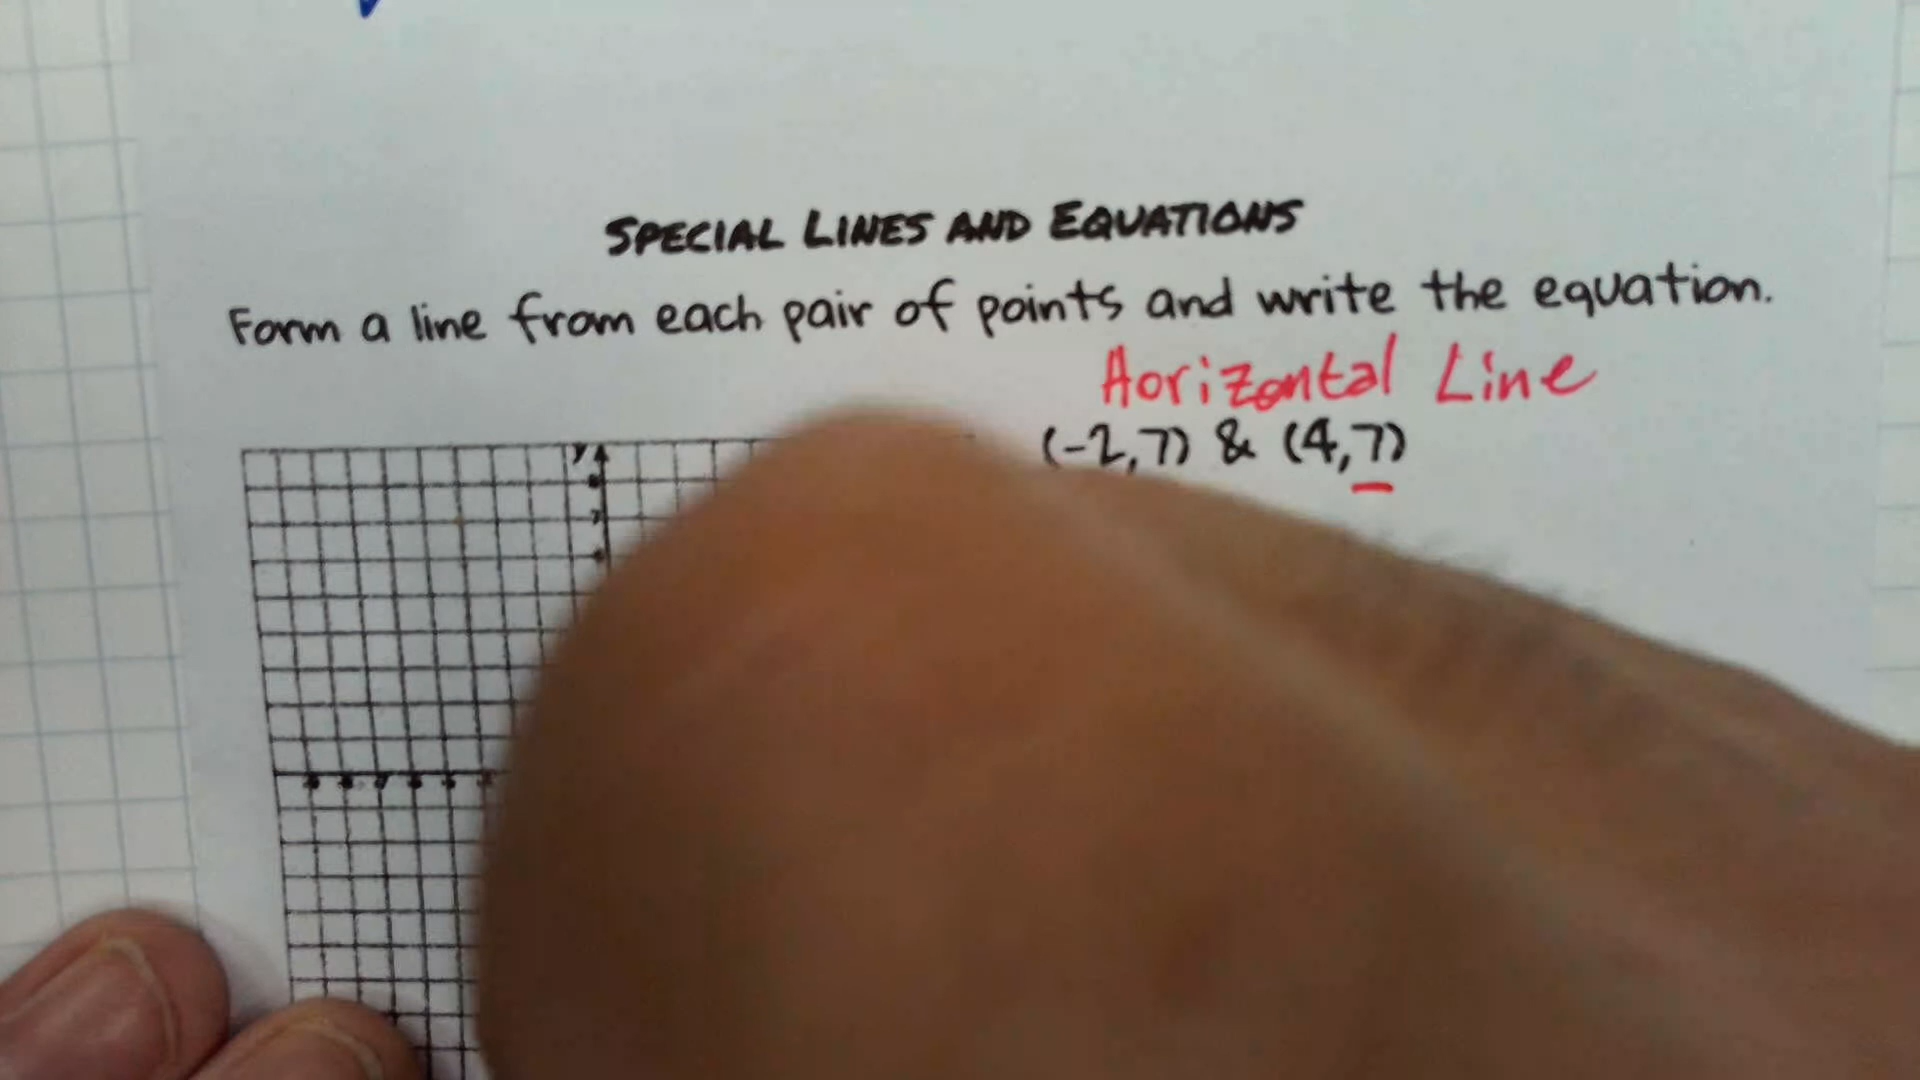 SPECIAL LINES AND EQUATIONS
Form a line from each pair of points and write the equation.
Horizontal Line
(-2,7) & (4,7)
y
7